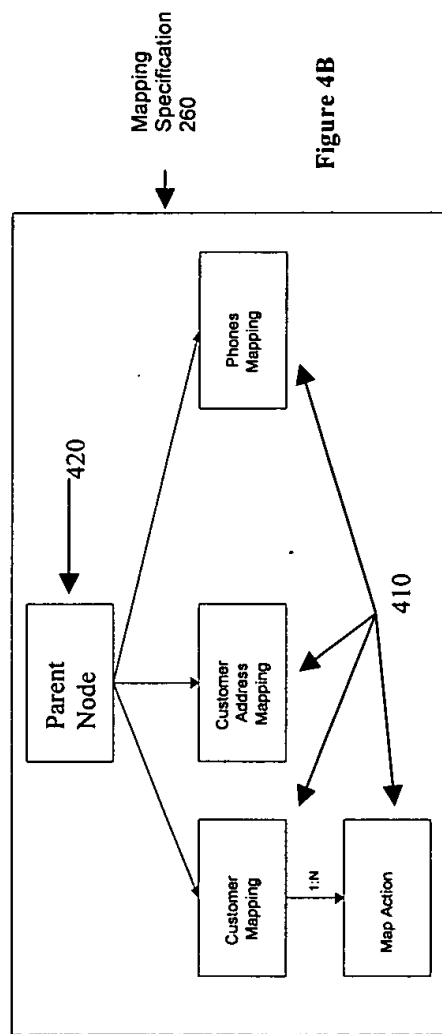 Mapping
Specification
260
Parent
Node
420
Customer
Mapping
Customer
Address
Mapping
Phones
Mapping
1:N
Map Action
410
Figure 4B